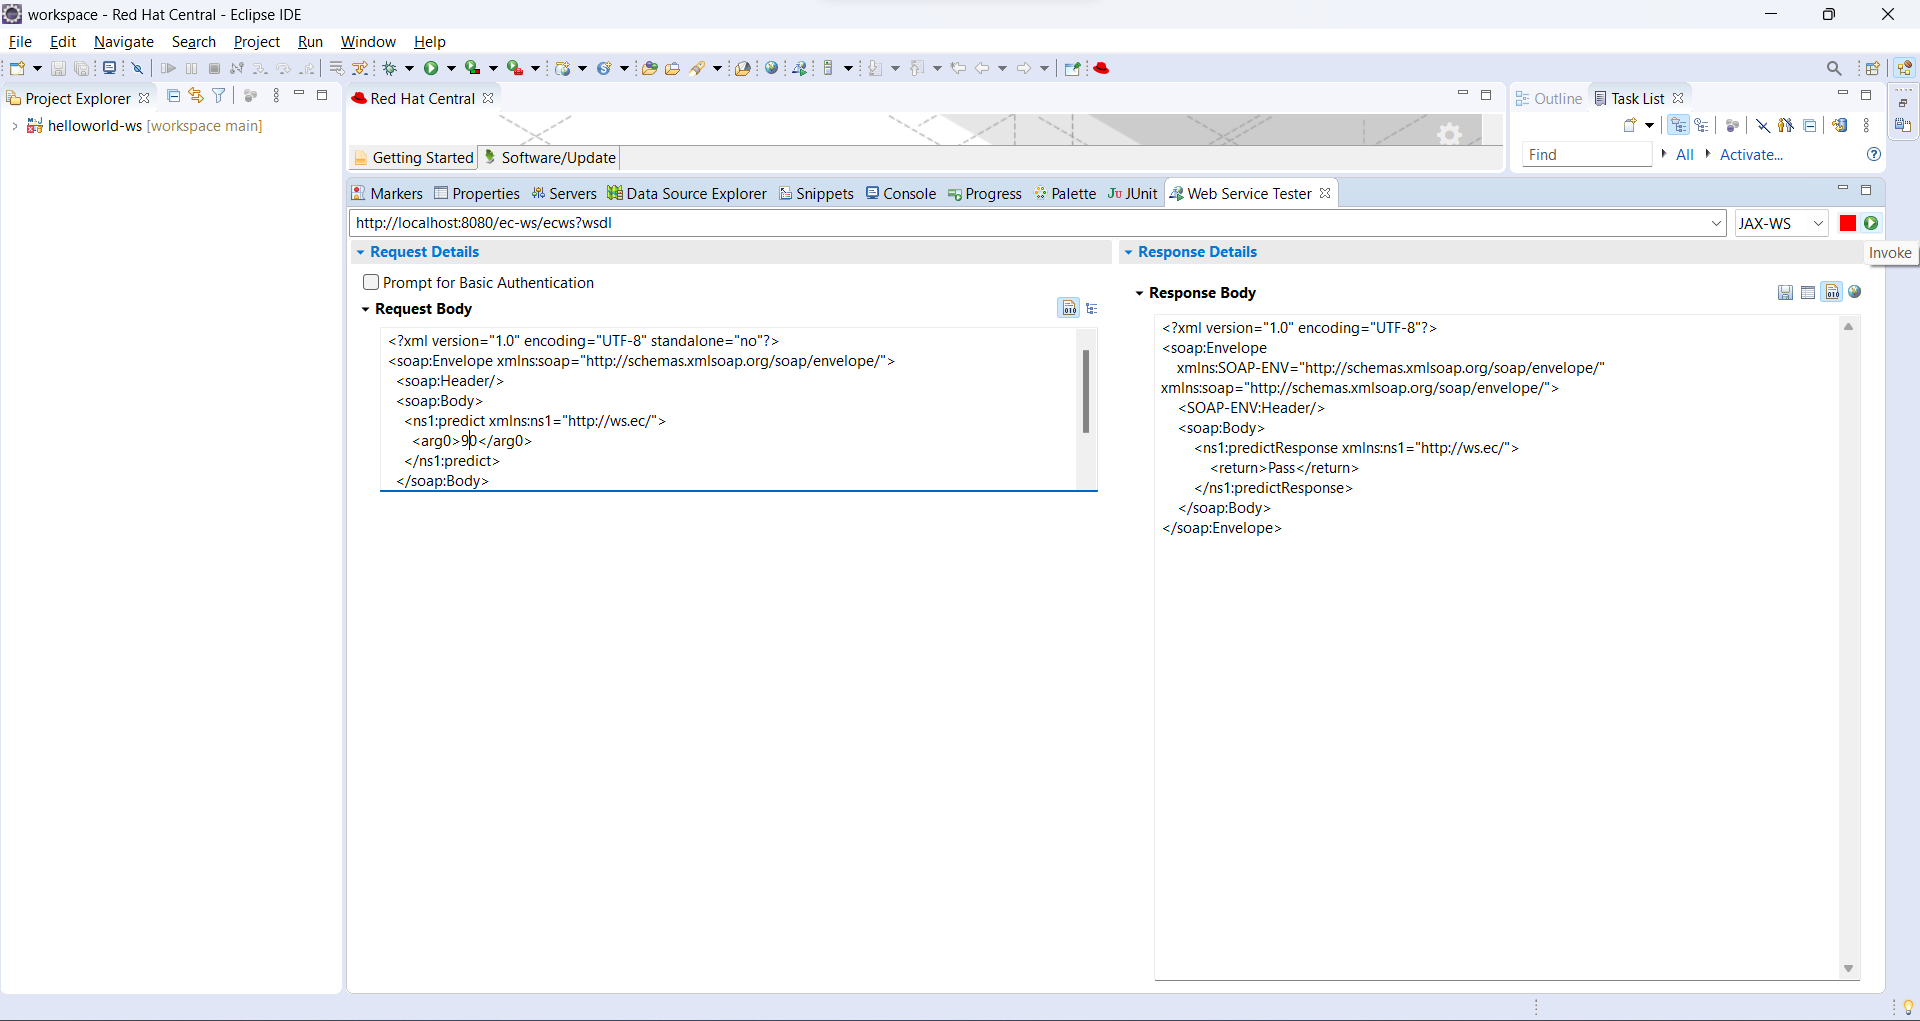 workspace - Red Hat Central - Eclipse IDE
File Edit Navigate Search Project Run Window Help
Project Explorer
helloworld-ws [workspace main]
Red Hat Central
Getting Started Software/Update
Outline Task List
Find All Activate...
Markers Properties Servers Data Source Explorer Snippets Console Progress Palette JUnit Web Service Tester
http://localhost:8080/ec-ws/ecws?wsdl JAX-WS
Invoke
Request Details
Prompt for Basic Authentication
Request Body
<?xml version="1.0" encoding="UTF-8" standalone="no"?>
<soap:Envelope xmlns:soap="http://schemas.xmlsoap.org/soap/envelope/">
<soap:Header/>
<soap:Body>
<ns1:predict xmlns:ns1="http://ws.ec/">
<arg0>90</arg0>
</ns1:predict>
</soap:Body>
Response Details
Response Body
<?xml version="1.0" encoding="UTF-8"?>
<soap:Envelope
xmlns:SOAP-ENV="http://schemas.xmlsoap.org/soap/envelope/"
xmlns:soap="http://schemas.xmlsoap.org/soap/envelope/">
<SOAP-ENV:Header/>
<soap:Body>
<ns1:predictResponse xmlns:ns1="http://ws.ec/">
<return>Pass</return>
</ns1:predictResponse>
</soap:Body>
</soap:Envelope>